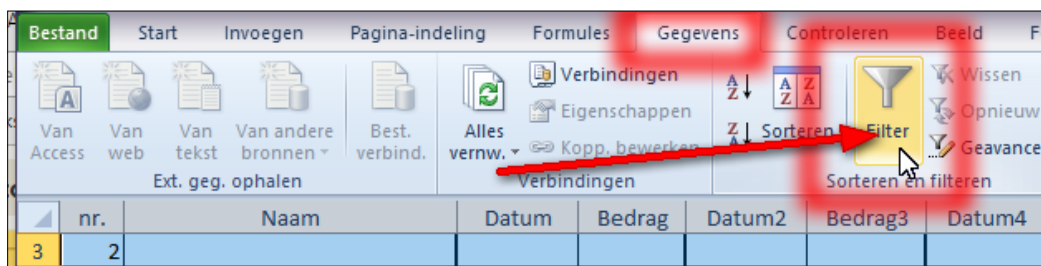 Bestand Start Invoegen Pagina-indeling Formules Gegevens Controleren Beeld F
Van Access
Van web
Van tekst
Van andere bronnen
Best. verbind.
Alles vernw.
Verbindingen
Eigenschappen
Kopp. bewerken
Sorteren
Filter
Wissen
Opnieuw
Geavance
Ext. geg. ophalen Verbindingen Sorteren en filteren
nr. Naam Datum Bedrag Datum2 Bedrag3 Datum4
3 2